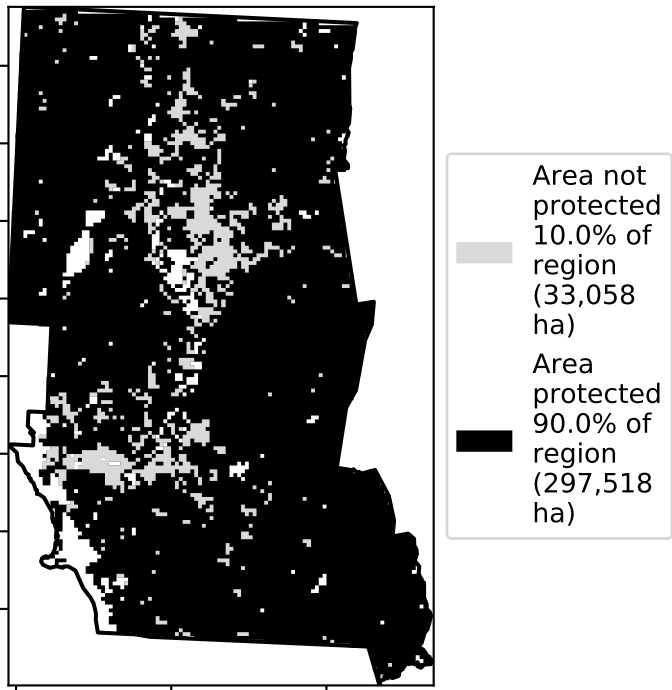 Area not
protected
10.0% of
region
(33,058
ha)
Area
protected
90.0% of
region
(297,518
ha)